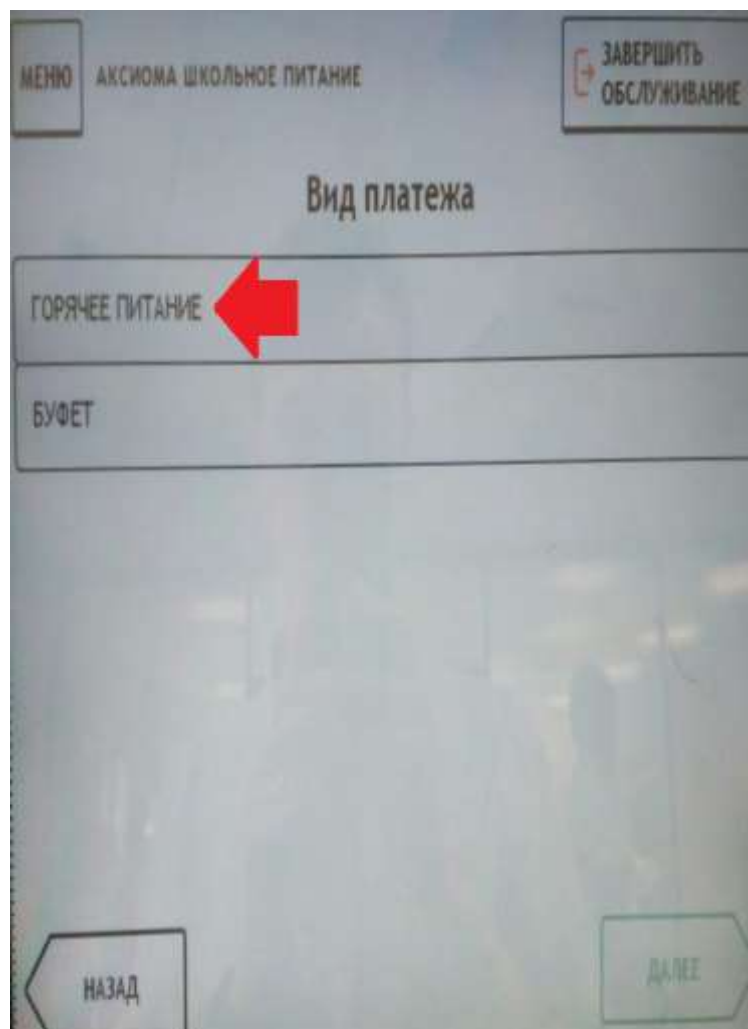 МЕНЮ
АКСИОМА ШКОЛЬНОЕ ПИТАНИЕ
ЗАВЕРШИТЬ
ОБСЛУЖИВАНИЕ
Вид платежа
ГОРЯЧЕЕ ПИТАНИЕ
БУФЕТ
НАЗАД
ДАЛЕЕ